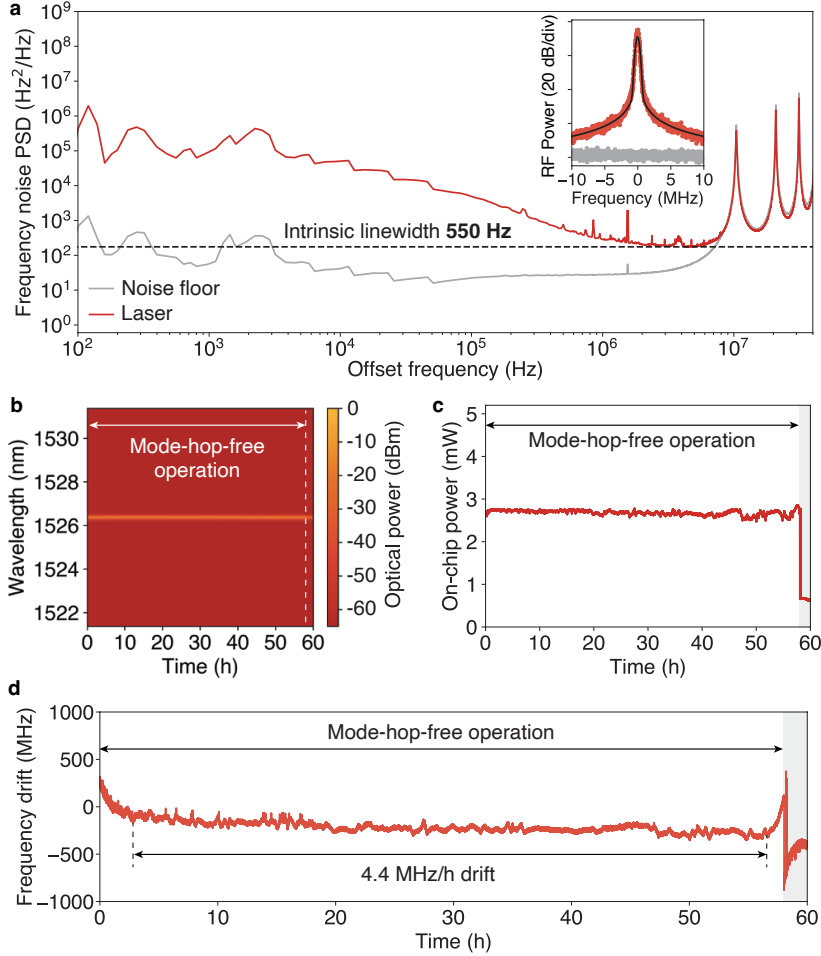 a
Frequency noise PSD (Hz²/Hz)
10⁹
10⁸
10⁷
10⁶
10⁵
10⁴
10³
10²
10¹
10⁰
Intrinsic linewidth 550 Hz
Noise floor
Laser
10² 10³ 10⁴ 10⁵ 10⁶ 10⁷
Offset frequency (Hz)
RF Power (20 dB/div)
−10 −5 0 5 10
Frequency (MHz)
b
Wavelength (nm)
1530
1528
1526
1524
1522
Mode-hop-free
operation
0 10 20 30 40 50 60
Time (h)
0
-10
-20
-30
-40
-50
-60
Optical power (dBm)
c
On-chip power (mW)
5
4
3
2
1
0
Mode-hop-free operation
0 10 20 30 40 50 60
Time (h)
d
Frequency drift (MHz)
1000
500
0
−500
−1000
Mode-hop-free operation
4.4 MHz/h drift
0 10 20 30 40 50 60
Time (h)